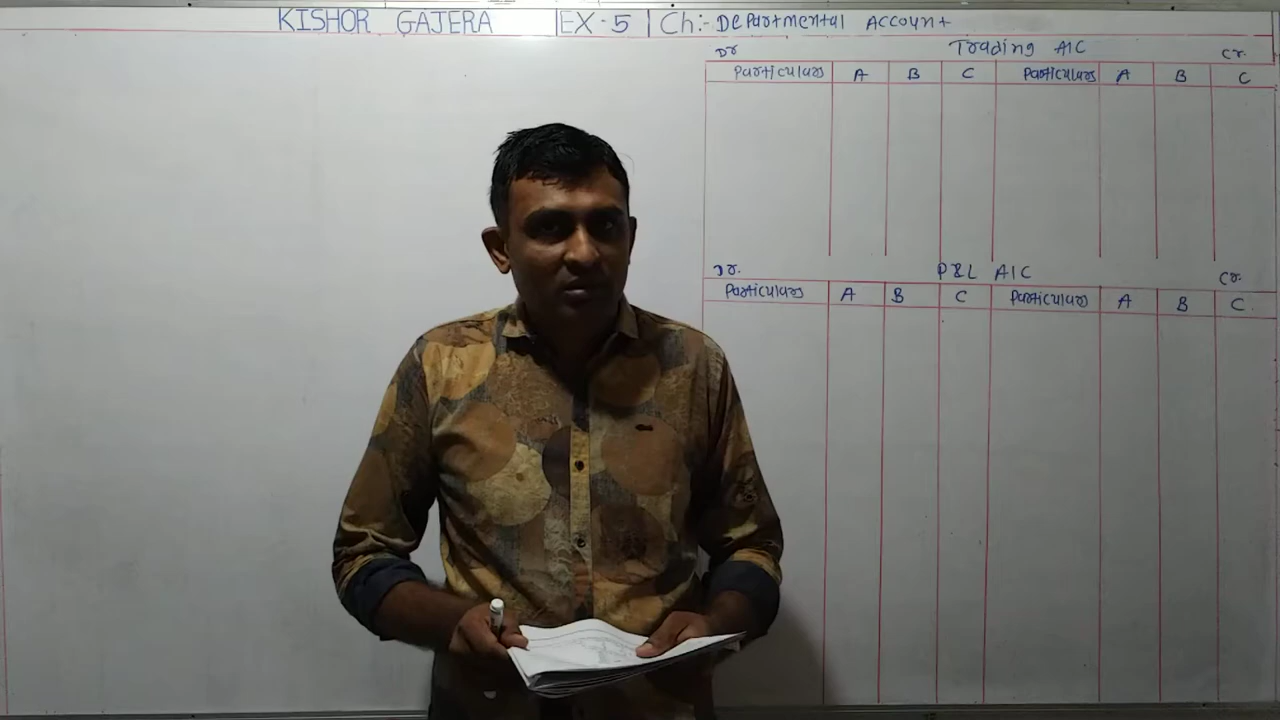 KISHOR GAJERA EX-5 Ch:- Departmental Account
Dr Trading A/C Cr.
Particulars A B C Particulars A B C
Dr. P&L A/C Cr.
Particulars A B C Particulars A B C